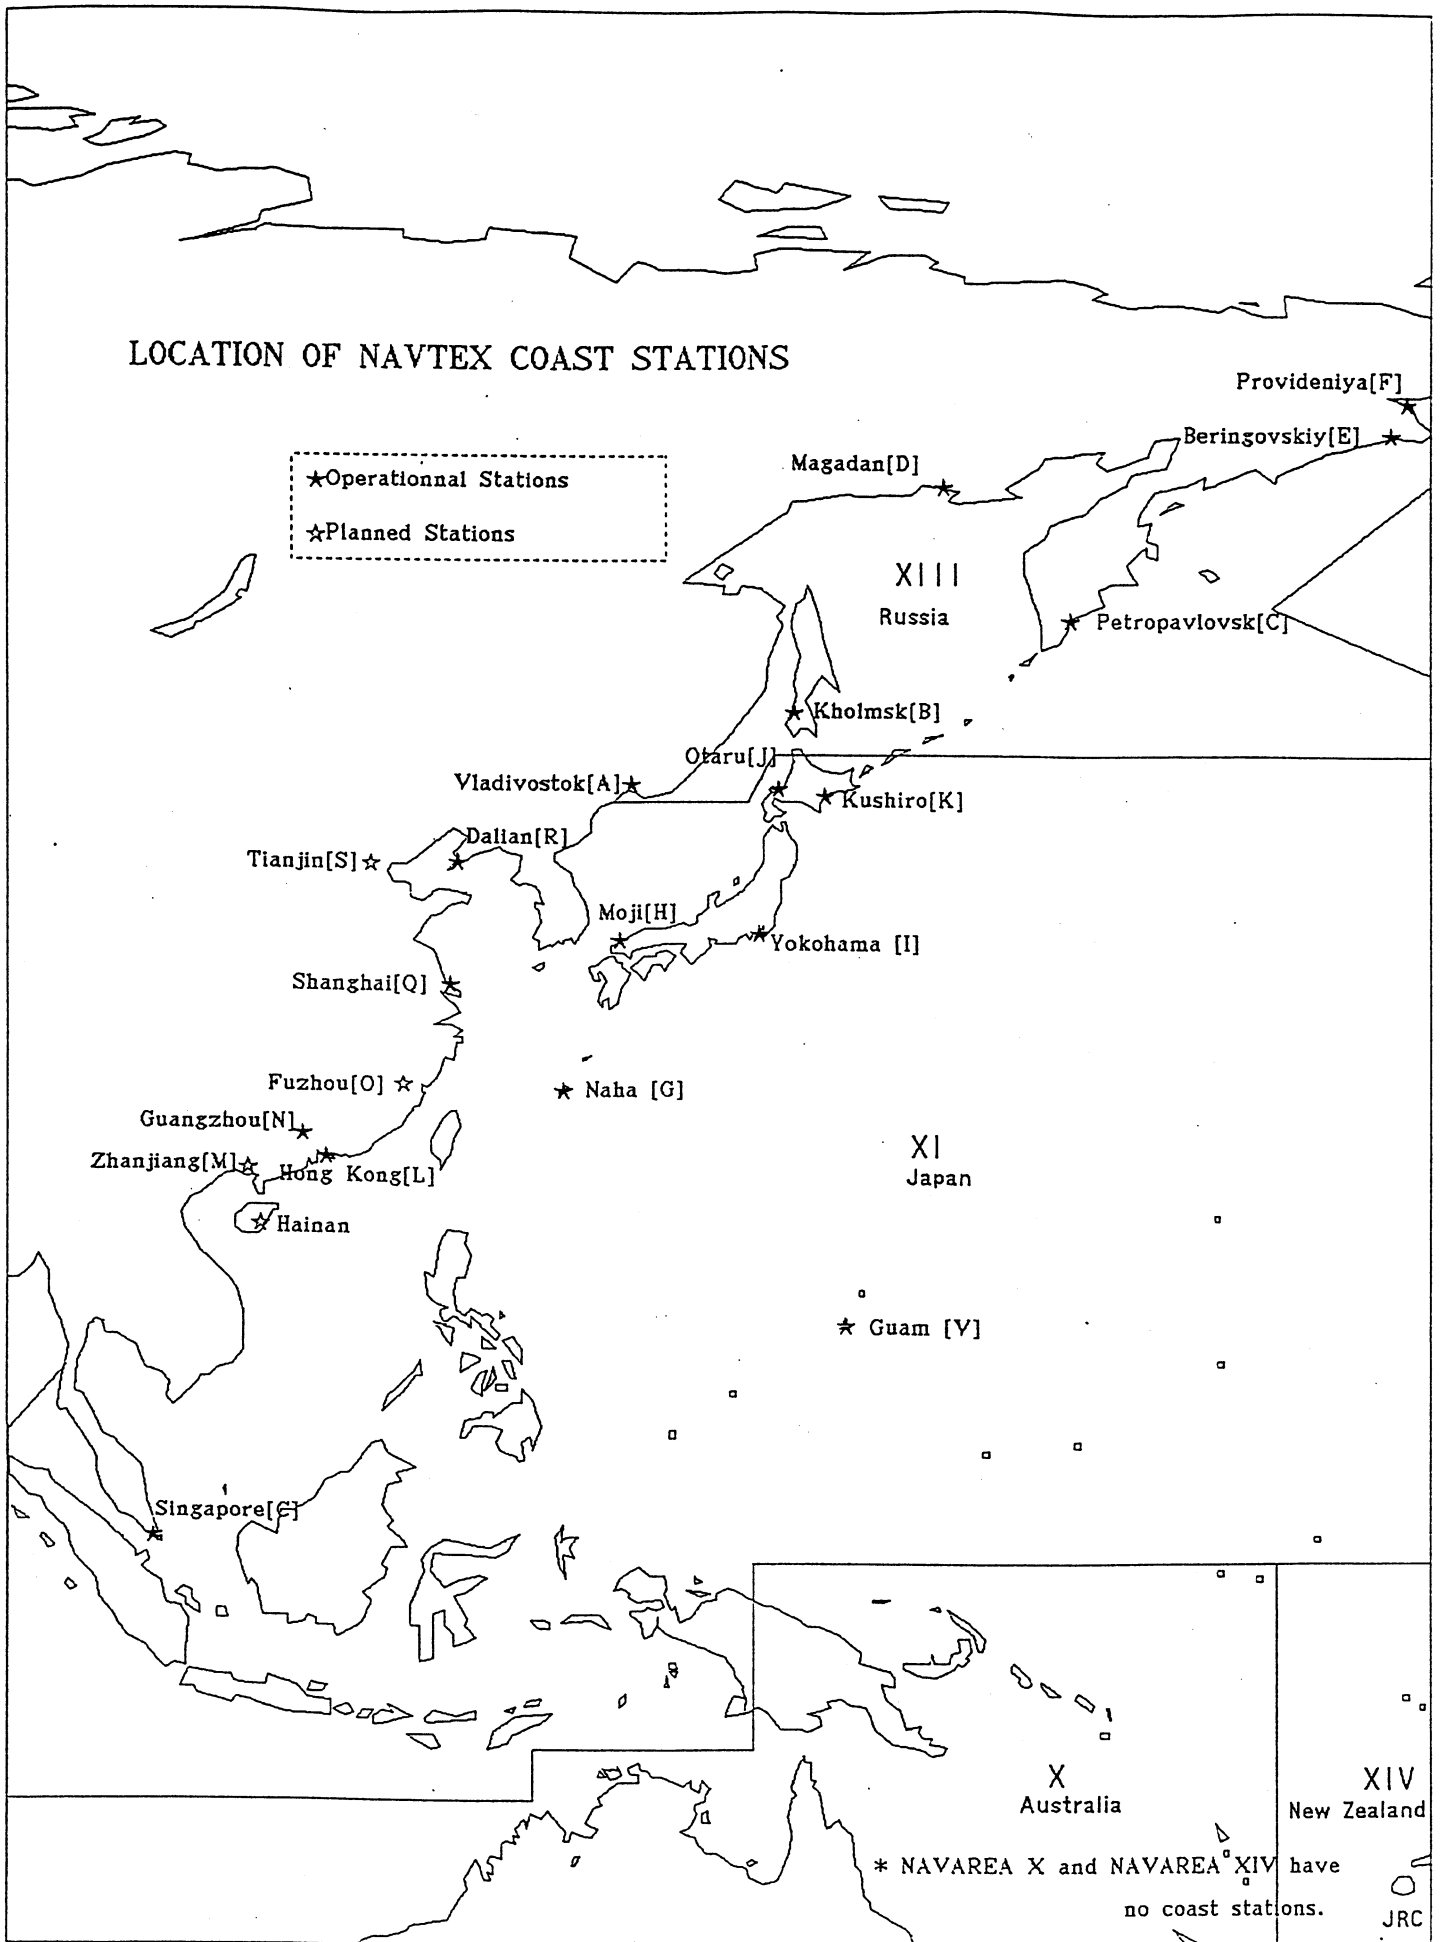 LOCATION OF NAVTEX COAST STATIONS
Provideniya[F]
Beringovskiy[E]
Magadan[D]
★Operationnal Stations
☆Planned Stations
XIII
Russia
Petropavlovsk[C]
Kholmsk[B]
Otaru[J]
Vladivostok[A]
Kushiro[K]
Dalian[R]
Tianjin[S]
Moji[H]
Yokohama [I]
Shanghai[Q]
Fuzhou[O]
Naha [G]
Guangzhou[N]
XI
Japan
Zhanjiang[M]
Hong Kong[L]
Hainan
Guam [V]
Singapore[C]
X
Australia
XIV
New Zealand
* NAVAREA X and NAVAREA XIV have
no coast stations.
JRC